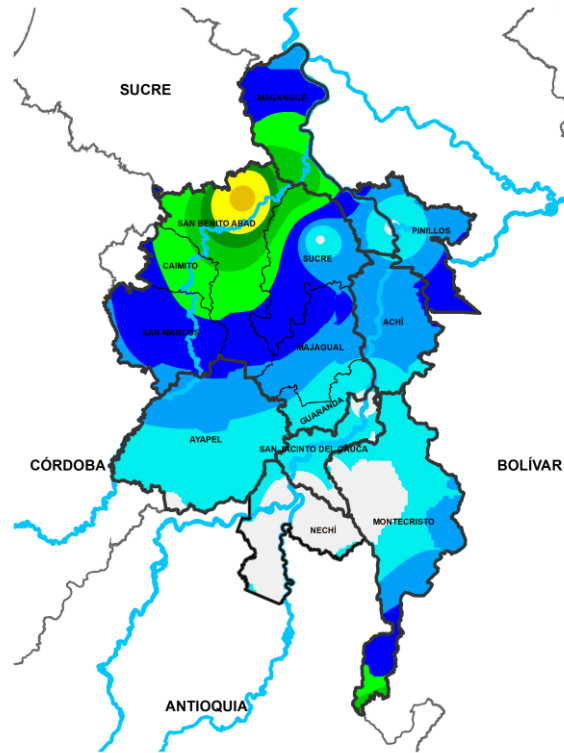 SUCRE
MAGANGUÉ
SAN BENITO ABAD
PINILLOS
SUCRE
CAIMITO
ACHÍ
SAN MARCOS
MAJAGUAL
GUARANDA
AYAPEL
SAN JACINTO DEL CAUCA
CÓRDOBA
BOLÍVAR
NECHÍ
MONTECRISTO
ANTIOQUIA